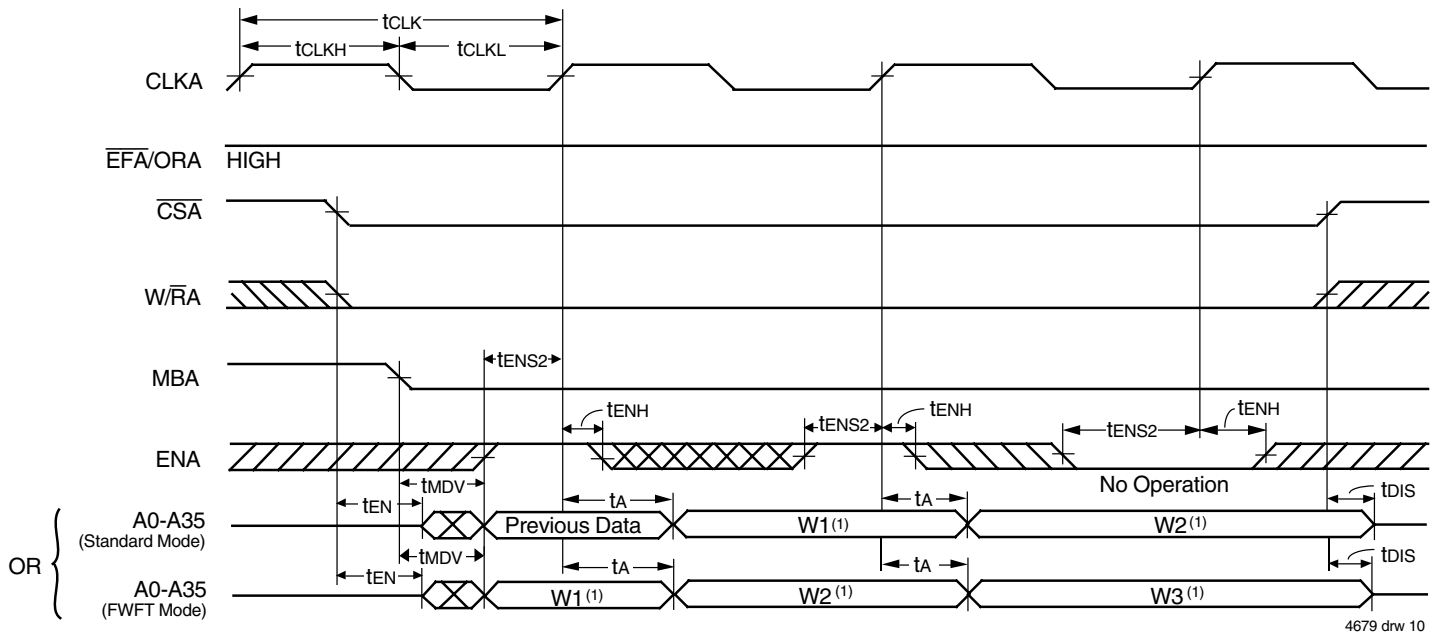 tCLK
tCLKH tCLKL
CLKA
EFA/ORA HIGH
CSA
W/RA
tENS2
MBA
tENH tENS2 tENH tENS2 tENH
ENA
No Operation
tMDV
tEN tA tA tDIS
A0-A35 Previous Data W1(1) W2(1)
(Standard Mode)
OR
tMDV
tEN tA tA tDIS
A0-A35 W1(1) W2(1) W3(1)
(FWFT Mode)
4679 drw 10